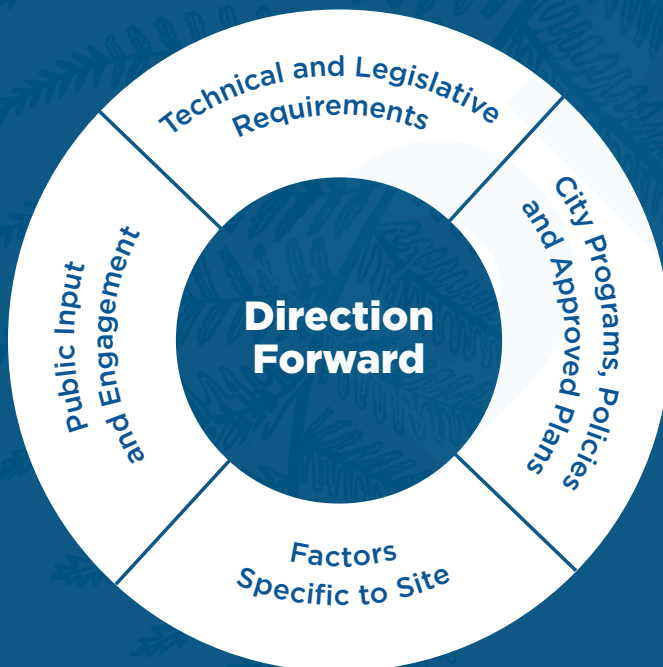 Technical and Legislative
Requirements
City Programs, Policies
and Approved Plans
Factors
Specific to Site
Public Input
and Engagement
Direction
Forward